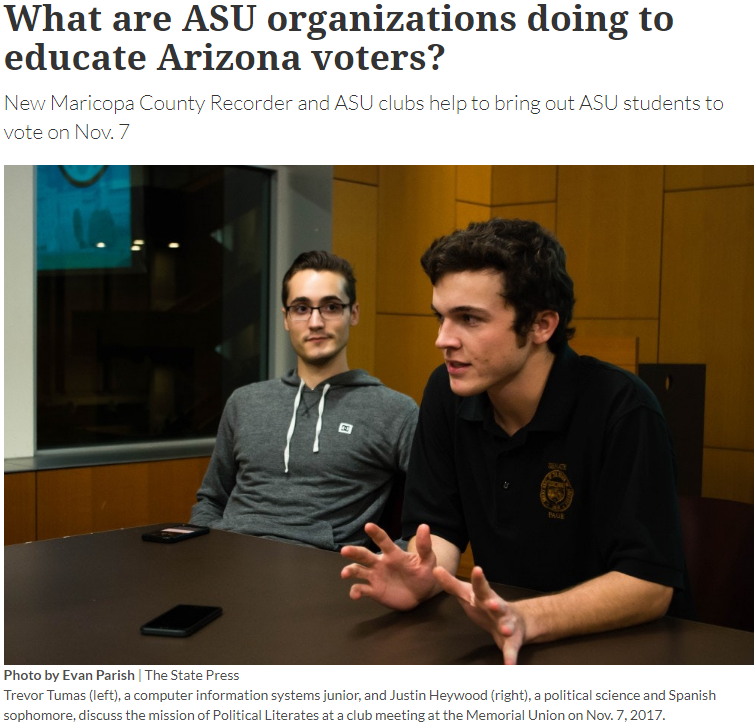 What are ASU organizations doing to
educate Arizona voters?
New Maricopa County Recorder and ASU clubs help to bring out ASU students to
vote on Nov. 7
Photo by Evan Parish | The State Press
Trevor Tumas (left), a computer information systems junior, and Justin Heywood (right), a political science and Spanish
sophomore, discuss the mission of Political Literates at a club meeting at the Memorial Union on Nov. 7, 2017.